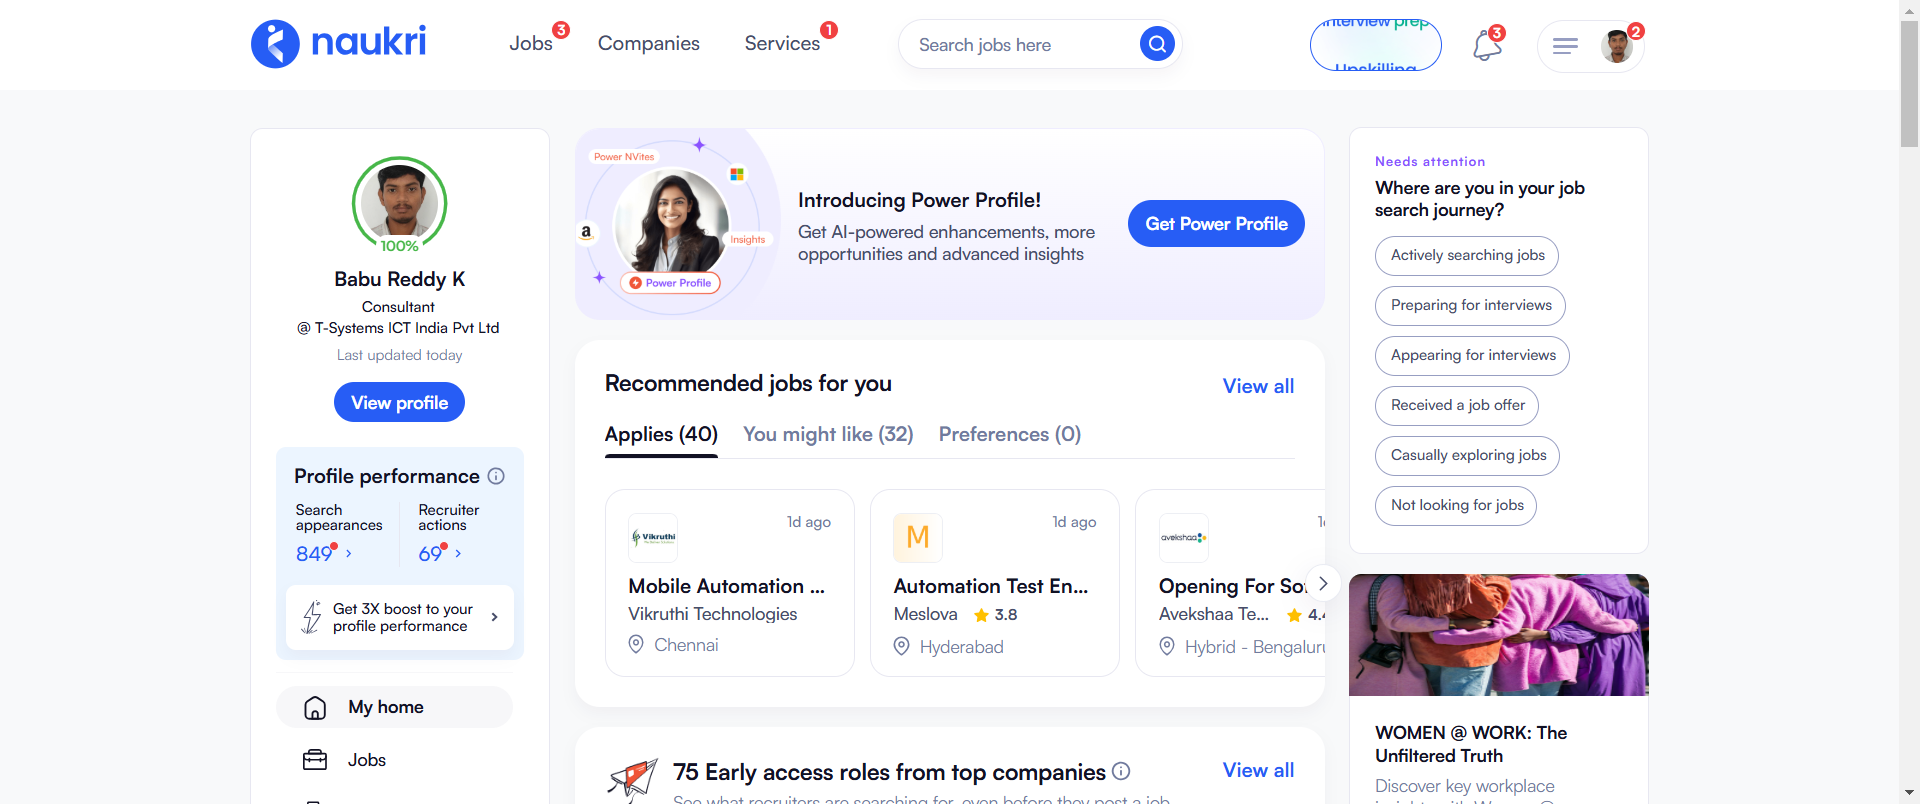 naukri
Jobs
3
Companies
Services
1
Search jobs here
Interview prep
Upskilling
3
2
100%
Babu Reddy K
Consultant
@ T-Systems ICT India Pvt Ltd
Last updated today
View profile
Profile performance
Search
appearances
849
Recruiter
actions
69
Get 3X boost to your
profile performance
My home
Jobs
Power NVites
a
Insights
Power Profile
Introducing Power Profile!
Get AI-powered enhancements, more
opportunities and advanced insights
Get Power Profile
Recommended jobs for you
View all
Applies (40)
You might like (32)
Preferences (0)
Vikruthi
1d ago
Mobile Automation ...
Vikruthi Technologies
Chennai
M
1d ago
Automation Test En...
Meslova
3.8
Hyderabad
avekshaa
Opening For So
Avekshaa Te...
4.4
Hybrid - Bengaluru
75 Early access roles from top companies
View all
See what recruiters are searching for, even before they post a job
Needs attention
Where are you in your job
search journey?
Actively searching jobs
Preparing for interviews
Appearing for interviews
Received a job offer
Casually exploring jobs
Not looking for jobs
WOMEN @ WORK: The
Unfiltered Truth
Discover key workplace